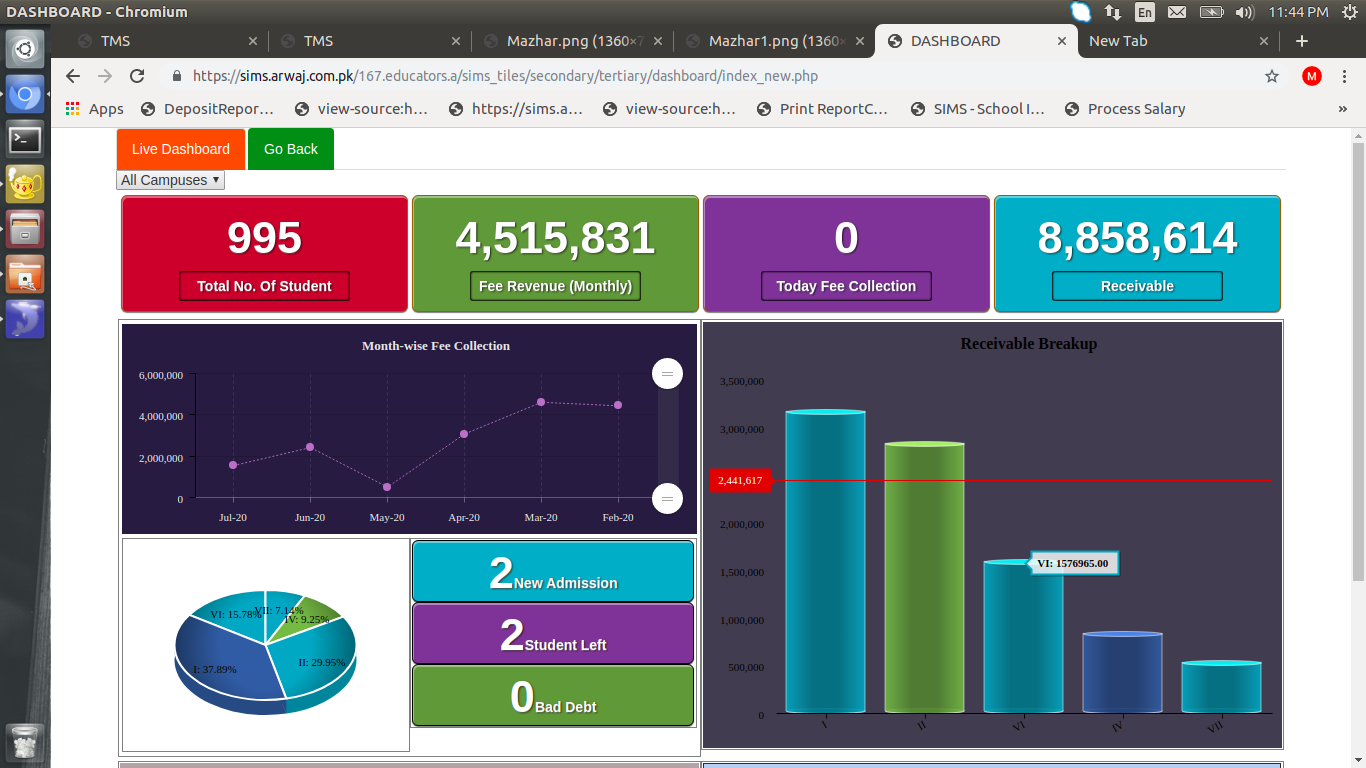 DASHBOARD - Chromium
En
11:44 PM
TMS
TMS
Mazhar.png (1360×7
Mazhar1.png (1360×
DASHBOARD
New Tab
https://sims.arwaj.com.pk/167.educators.a/sims_tiles/secondary/tertiary/dashboard/index_new.php
M
Apps
DepositRepor…
view-source:h…
https://sims.a…
view-source:h…
Print ReportC…
SIMS - School I…
Process Salary
»
Live Dashboard
Go Back
All Campuses
995
Total No. Of Student
4,515,831
Fee Revenue (Monthly)
0
Today Fee Collection
8,858,614
Receivable
Month-wise Fee Collection
6,000,000
4,000,000
2,000,000
0
Jul-20 Jun-20 May-20 Apr-20 Mar-20 Feb-20
Receivable Breakup
3,500,000
3,000,000
2,441,617
2,000,000
1,500,000
1,000,000
500,000
0
VI: 1576965.00
I II VI IV VII
VII: 7.14%
VI: 15.78%
IV: 9.25%
II: 29.95%
I: 37.89%
2New Admission
2Student Left
0Bad Debt